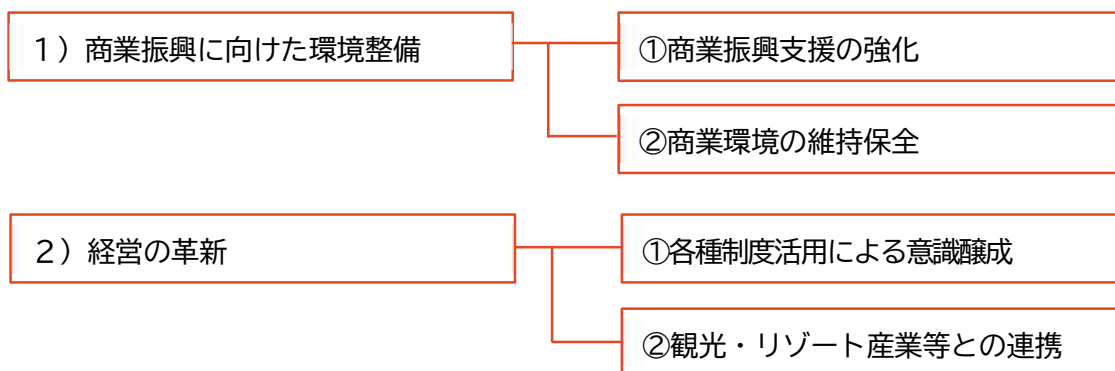 １）商業振興に向けた環境整備
①商業振興支援の強化
②商業環境の維持保全
２）経営の革新
①各種制度活用による意識醸成
②観光・リゾート産業等との連携